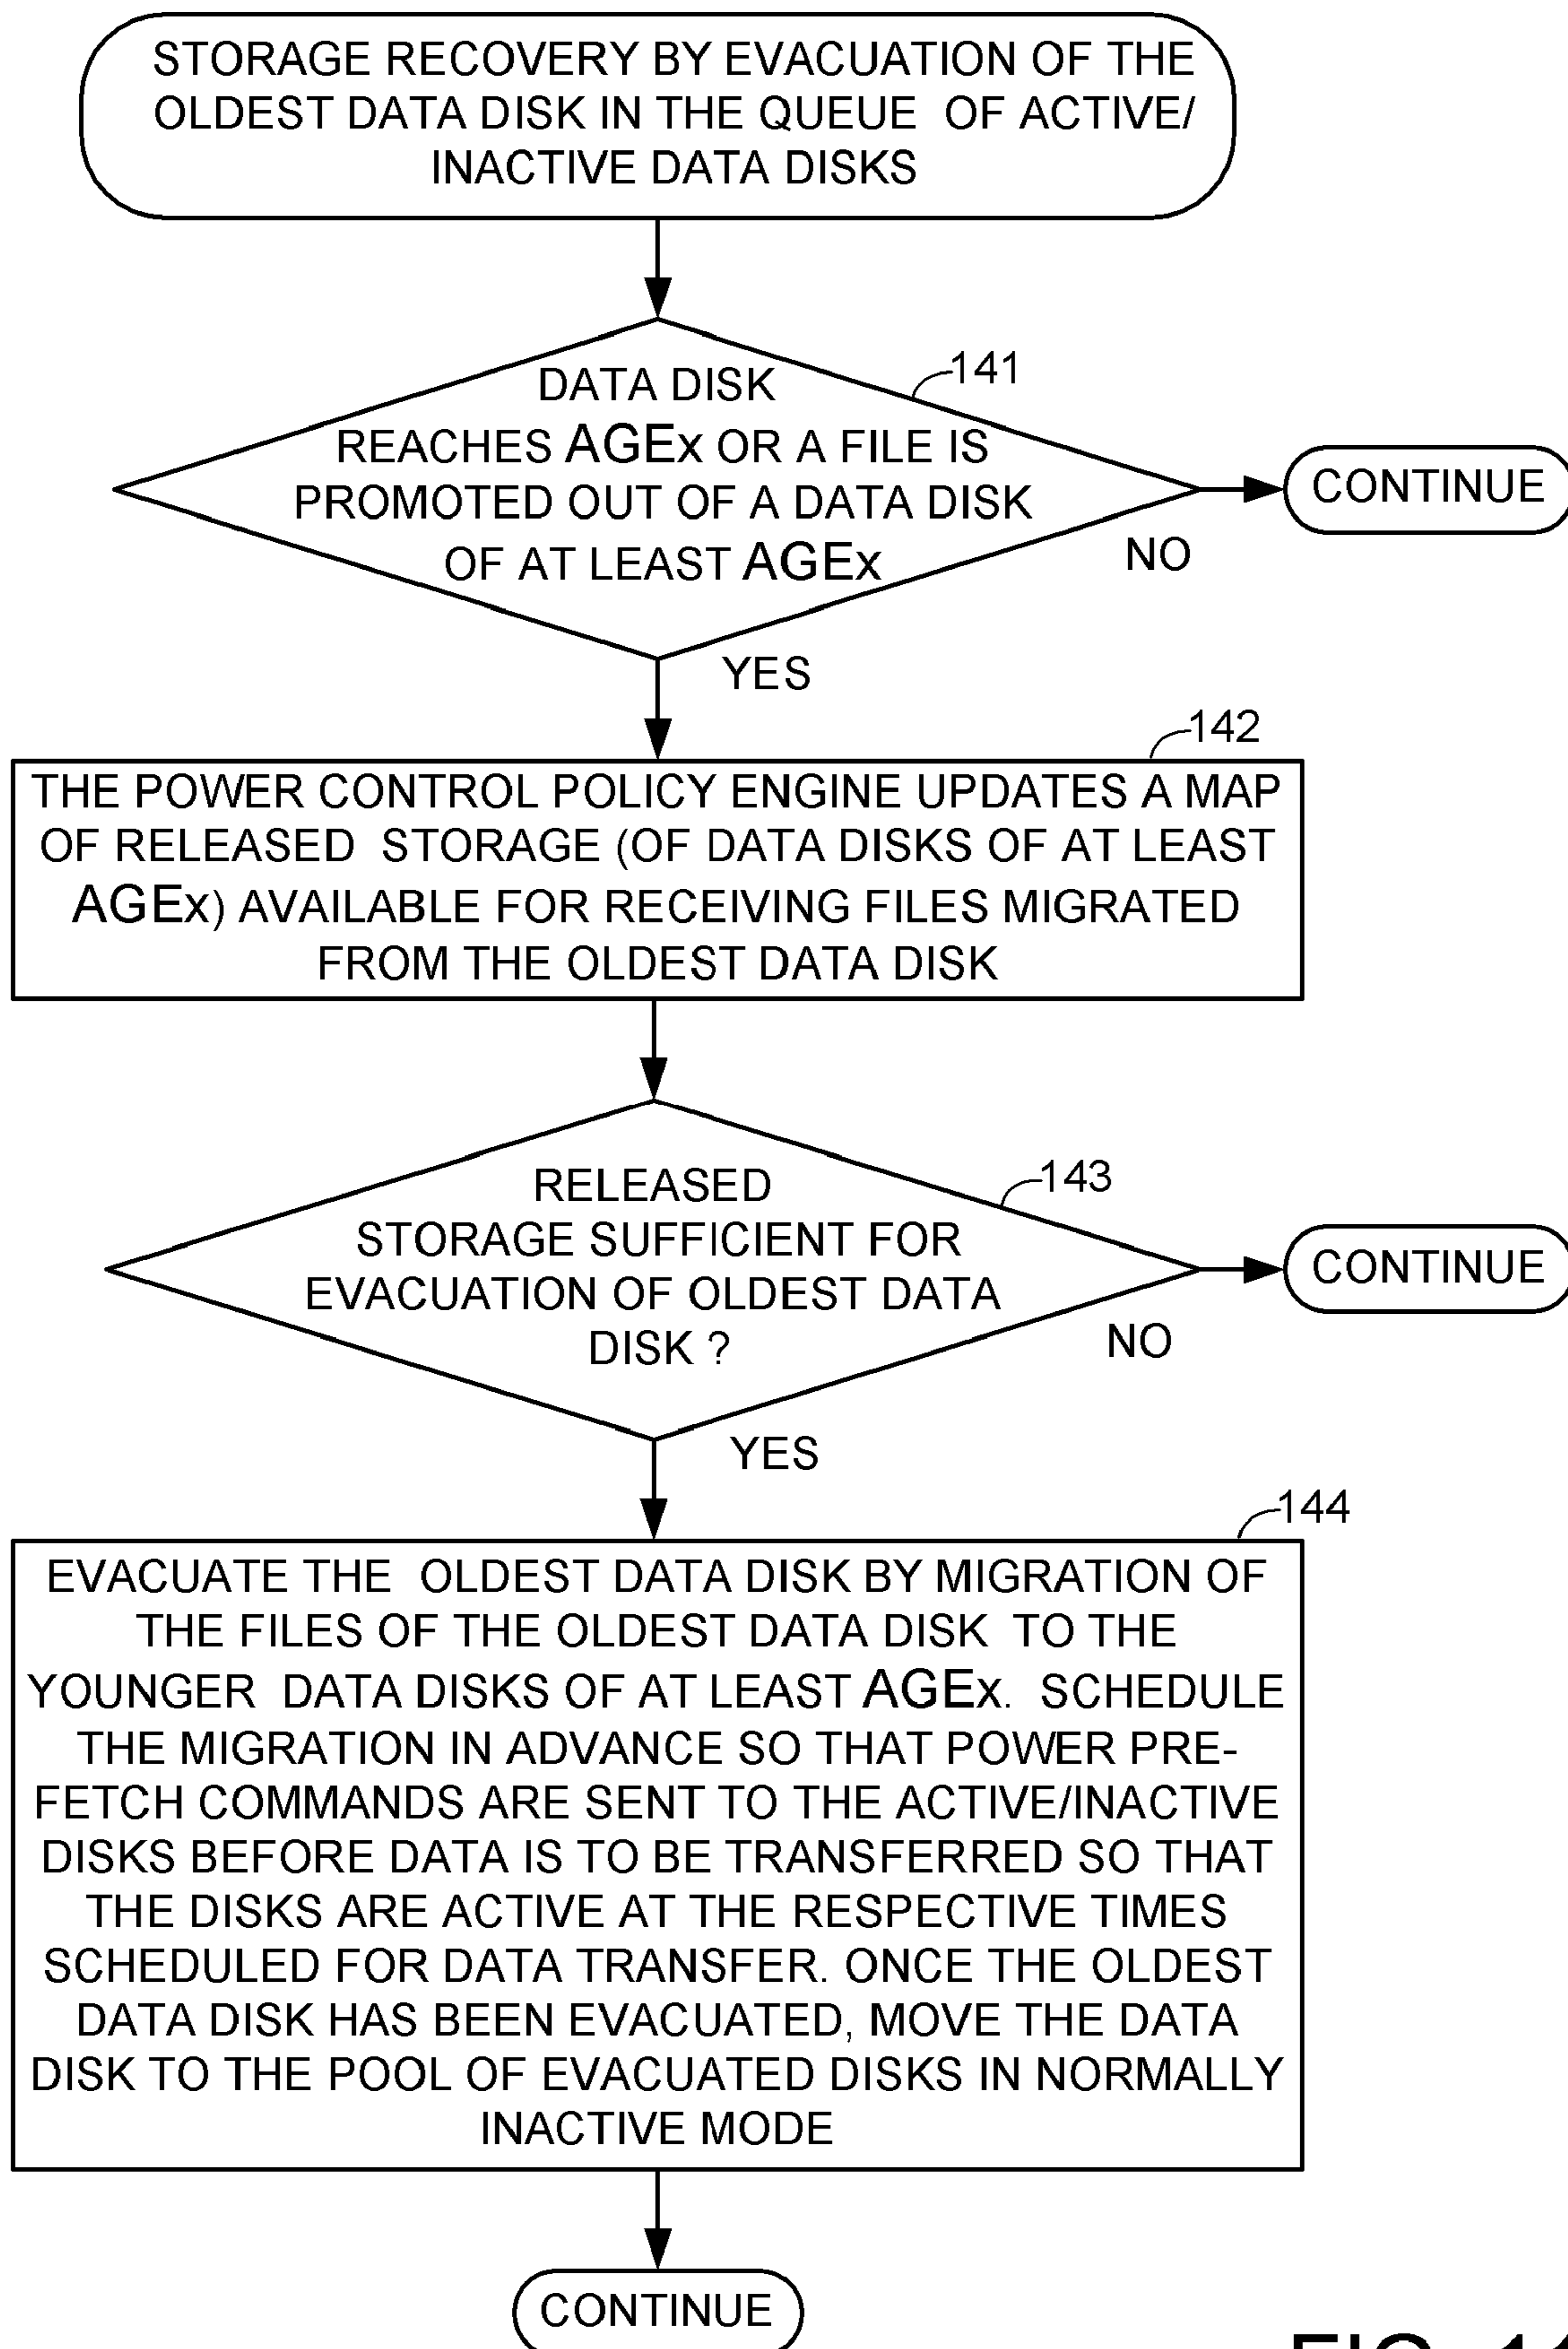 STORAGE RECOVERY BY EVACUATION OF THE
OLDEST DATA DISK IN THE QUEUE OF ACTIVE/
INACTIVE DATA DISKS
141
DATA DISK
REACHES AGEx OR A FILE IS
PROMOTED OUT OF A DATA DISK
OF AT LEAST AGEx
CONTINUE
NO
YES
142
THE POWER CONTROL POLICY ENGINE UPDATES A MAP
OF RELEASED STORAGE (OF DATA DISKS OF AT LEAST
AGEx) AVAILABLE FOR RECEIVING FILES MIGRATED
FROM THE OLDEST DATA DISK
143
RELEASED
STORAGE SUFFICIENT FOR
EVACUATION OF OLDEST DATA
DISK ?
CONTINUE
NO
YES
144
EVACUATE THE OLDEST DATA DISK BY MIGRATION OF
THE FILES OF THE OLDEST DATA DISK TO THE
YOUNGER DATA DISKS OF AT LEAST AGEx. SCHEDULE
THE MIGRATION IN ADVANCE SO THAT POWER PRE-
FETCH COMMANDS ARE SENT TO THE ACTIVE/INACTIVE
DISKS BEFORE DATA IS TO BE TRANSFERRED SO THAT
THE DISKS ARE ACTIVE AT THE RESPECTIVE TIMES
SCHEDULED FOR DATA TRANSFER. ONCE THE OLDEST
DATA DISK HAS BEEN EVACUATED, MOVE THE DATA
DISK TO THE POOL OF EVACUATED DISKS IN NORMALLY
INACTIVE MODE
CONTINUE